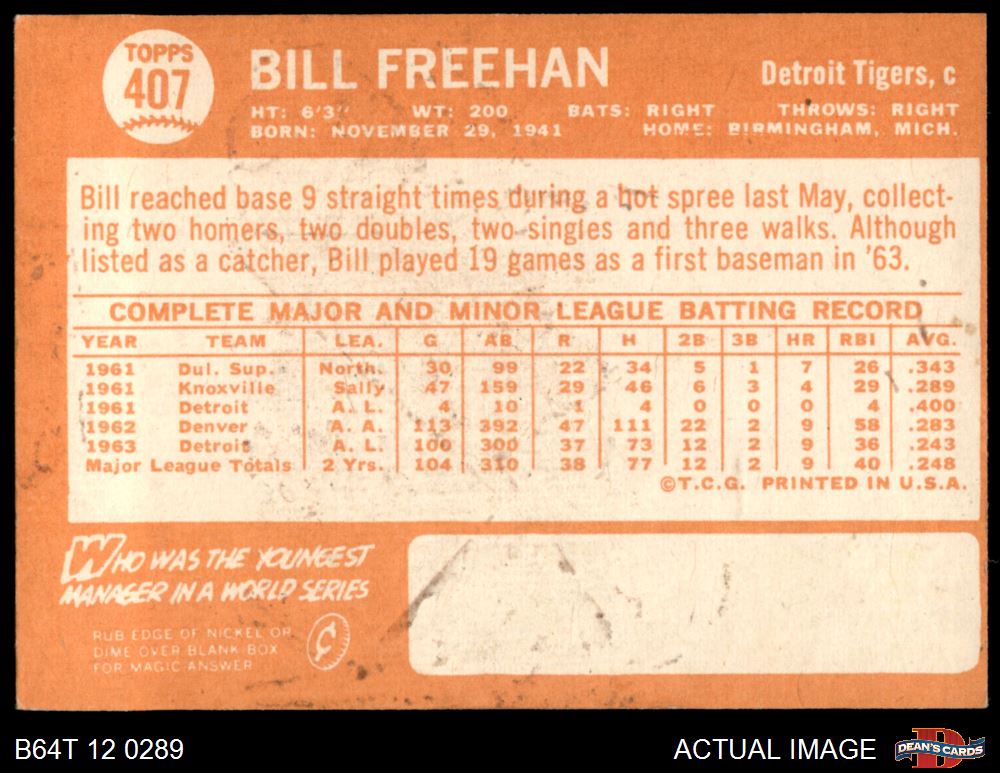 TOPPS
407
BILL FREEHAN
Detroit Tigers, c
HT: 6'3" WT: 200 BATS: RIGHT THROWS: RIGHT
BORN: NOVEMBER 29, 1941 HOME: BIRMINGHAM, MICH.
Bill reached base 9 straight times during a hot spree last May, collect-
ing two homers, two doubles, two singles and three walks. Although
listed as a catcher, Bill played 19 games as a first baseman in '63.
COMPLETE MAJOR AND MINOR LEAGUE BATTING RECORD
YEAR TEAM LEA. G AB R H 2B 3B HR RBI AVG.
1961 Dul. Sup. North. 30 99 22 34 5 1 7 26 .343
1961 Knoxville Sally 47 159 29 46 6 3 4 29 .289
1961 Detroit A. L. 4 10 1 4 0 0 0 4 .400
1962 Denver A. A. 113 392 47 111 22 2 9 58 .283
1963 Detroit A. L. 100 300 37 73 12 2 9 36 .243
Major League Totals 2 Yrs. 104 310 38 77 12 2 9 40 .248
©T.C.G. PRINTED IN U.S.A.
WHO WAS THE YOUNGEST
MANAGER IN A WORLD SERIES
RUB EDGE OF NICKEL OR
DIME OVER BLANK BOX
FOR MAGIC ANSWER
¢
B64T 12 0289
ACTUAL IMAGE
DEAN'S CARDS